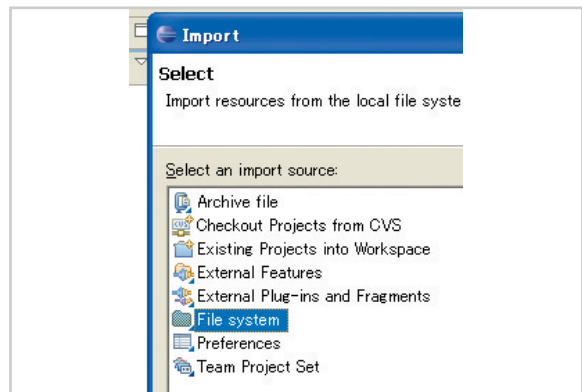 Import
Select
Import resources from the local file syste
Select an import source:
Archive file
Checkout Projects from CVS
Existing Projects into Workspace
External Features
External Plug-ins and Fragments
File system
Preferences
Team Project Set